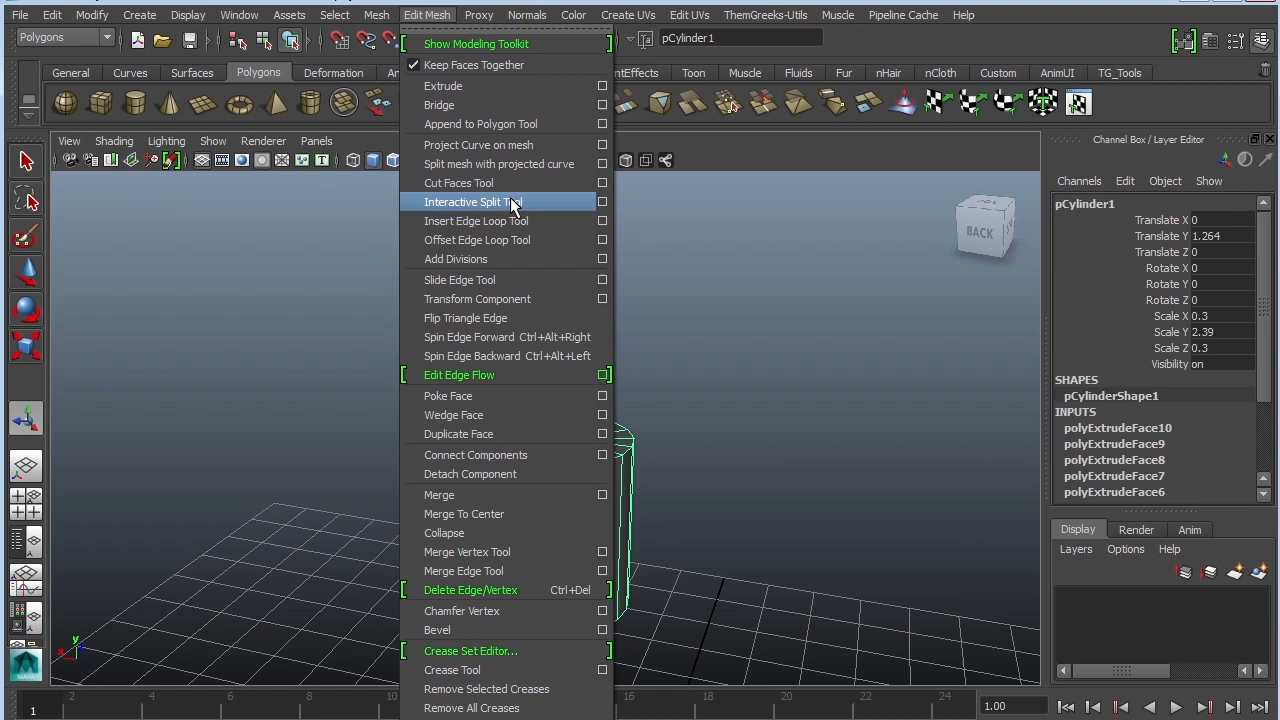 File Edit Modify Create Display Window Assets Select Mesh Edit Mesh Proxy Normals Color Create UVs Edit UVs ThemGreeks-Utils Muscle Pipeline Cache Help
Polygons
pCylinder1
General Curves Surfaces Polygons Deformation
Toon Muscle Fluids Fur nHair nCloth Custom AnimUI TG_Tools
View Shading Lighting Show Renderer Panels
Show Modeling Toolkit
Keep Faces Together
Extrude
Bridge
Append to Polygon Tool
Project Curve on mesh
Split mesh with projected curve
Cut Faces Tool
Interactive Split Tool
Insert Edge Loop Tool
Offset Edge Loop Tool
Add Divisions
Slide Edge Tool
Transform Component
Flip Triangle Edge
Spin Edge Forward Ctrl+Alt+Right
Spin Edge Backward Ctrl+Alt+Left
Edit Edge Flow
Poke Face
Wedge Face
Duplicate Face
Connect Components
Detach Component
Merge
Merge To Center
Collapse
Merge Vertex Tool
Merge Edge Tool
Delete Edge/Vertex Ctrl+Del
Chamfer Vertex
Bevel
Crease Set Editor...
Crease Tool
Remove Selected Creases
Remove All Creases
BACK
Channel Box / Layer Editor
Channels Edit Object Show
pCylinder1
Translate X 0
Translate Y 1.264
Translate Z 0
Rotate X 0
Rotate Y 0
Rotate Z 0
Scale X 0.3
Scale Y 2.39
Scale Z 0.3
Visibility on
SHAPES
pCylinderShape1
INPUTS
polyExtrudeFace10
polyExtrudeFace9
polyExtrudeFace8
polyExtrudeFace7
polyExtrudeFace6
Display Render Anim
Layers Options Help
y
x
MAYA
1
2 4 6 8 10 16 18 20 22 24
1.00